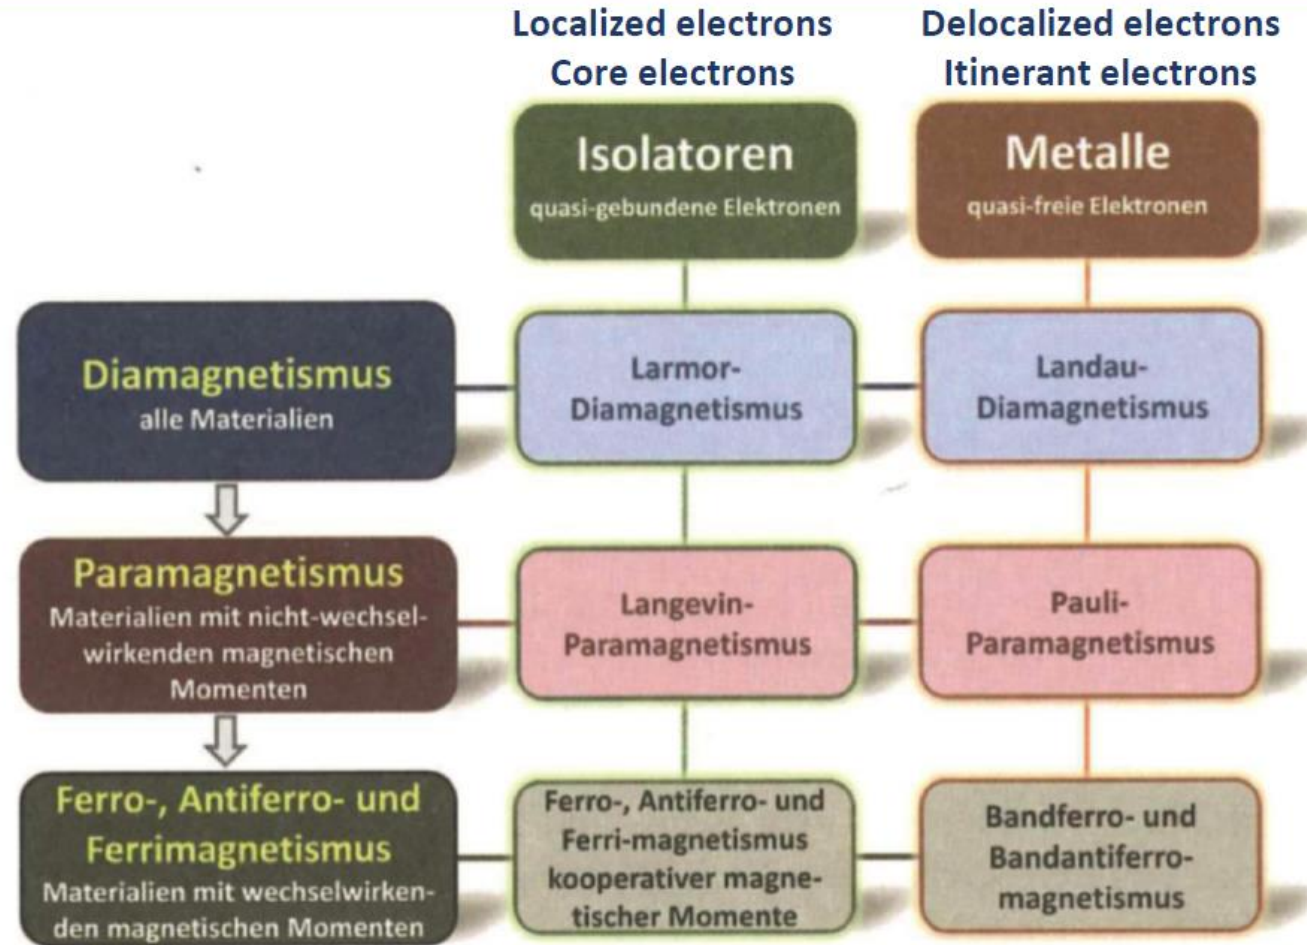 Localized electrons
Core electrons
Delocalized electrons
Itinerant electrons
Isolatoren
quasi-gebundene Elektronen
Metalle
quasi-freie Elektronen
Diamagnetismus
alle Materialien
Larmor-
Diamagnetismus
Landau-
Diamagnetismus
Paramagnetismus
Materialien mit nicht-wechsel-
wirkenden magnetischen
Momenten
Langevin-
Paramagnetismus
Pauli-
Paramagnetismus
Ferro-, Antiferro- und
Ferrimagnetismus
Materialien mit wechselwirken-
den magnetischen Momenten
Ferro-, Antiferro- und
Ferri-magnetismus
kooperativer magne-
tischer Momente
Bandferro- und
Bandantiferro-
magnetismus